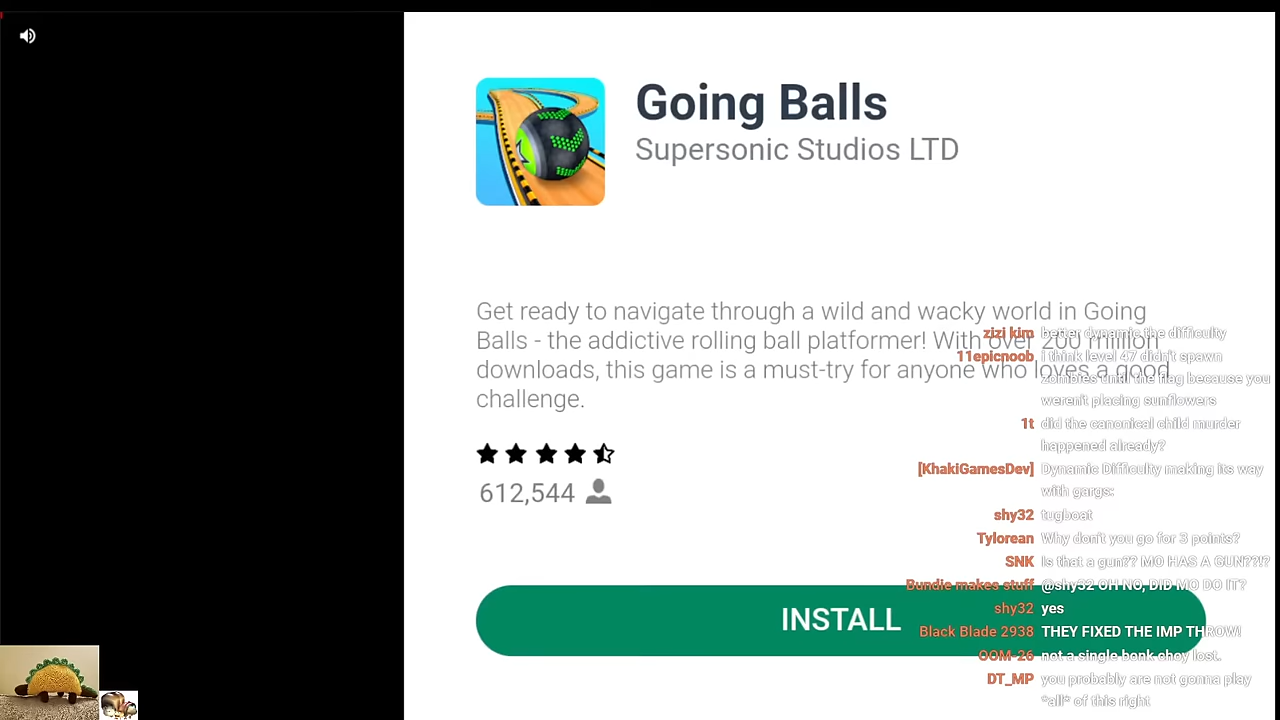 Going Balls
Supersonic Studios LTD
Get ready to navigate through a wild and wacky world in Going
Balls - the addictive rolling ball platformer! With over 200 million
downloads, this game is a must-try for anyone who loves a good
challenge.
612,544
INSTALL
zizi kim better dynamic the difficulty
11epicnoob i think level 47 didn't spawn
zombies until the flag because you
weren't placing sunflowers
1t did the canonical child murder
happened already?
[KhakiGamesDev] Dynamic Difficulty making its way
with gargs:
shy32 tugboat
Tylorean Why don't you go for 3 points?
SNK Is that a gun?? MO HAS A GUN??!?
Bundie makes stuff @shy32 OH NO, DID MO DO IT?
shy32 yes
Black Blade 2938 THEY FIXED THE IMP THROW!
OOM-26 not a single bonk choy lost.
DT_MP you probably are not gonna play
*all* of this right